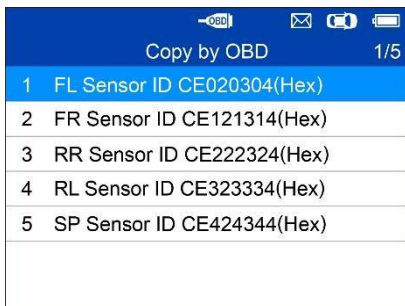 OBD
Copy by OBD 1/5
1 FL Sensor ID CE020304(Hex)
2 FR Sensor ID CE121314(Hex)
3 RR Sensor ID CE222324(Hex)
4 RL Sensor ID CE323334(Hex)
5 SP Sensor ID CE424344(Hex)